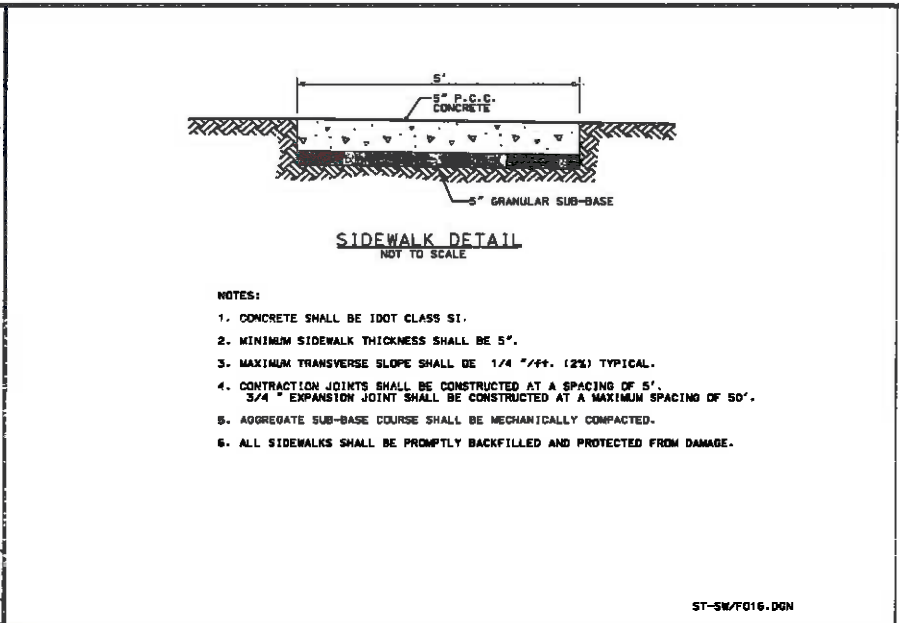 5'
5" P.C.C.
CONCRETE
5" GRANULAR SUB-BASE
SIDEWALK DETAIL
NOT TO SCALE
NOTES:
1. CONCRETE SHALL BE IDOT CLASS SI.
2. MINIMUM SIDEWALK THICKNESS SHALL BE 5".
3. MAXIMUM TRANSVERSE SLOPE SHALL BE 1/4 "/ft. (2%) TYPICAL.
4. CONTRACTION JOINTS SHALL BE CONSTRUCTED AT A SPACING OF 5'.
3/4 " EXPANSION JOINT SHALL BE CONSTRUCTED AT A MAXIMUM SPACING OF 50'.
5. AGGREGATE SUB-BASE COURSE SHALL BE MECHANICALLY COMPACTED.
6. ALL SIDEWALKS SHALL BE PROMPTLY BACKFILLED AND PROTECTED FROM DAMAGE.
ST-SW/F016.DGN